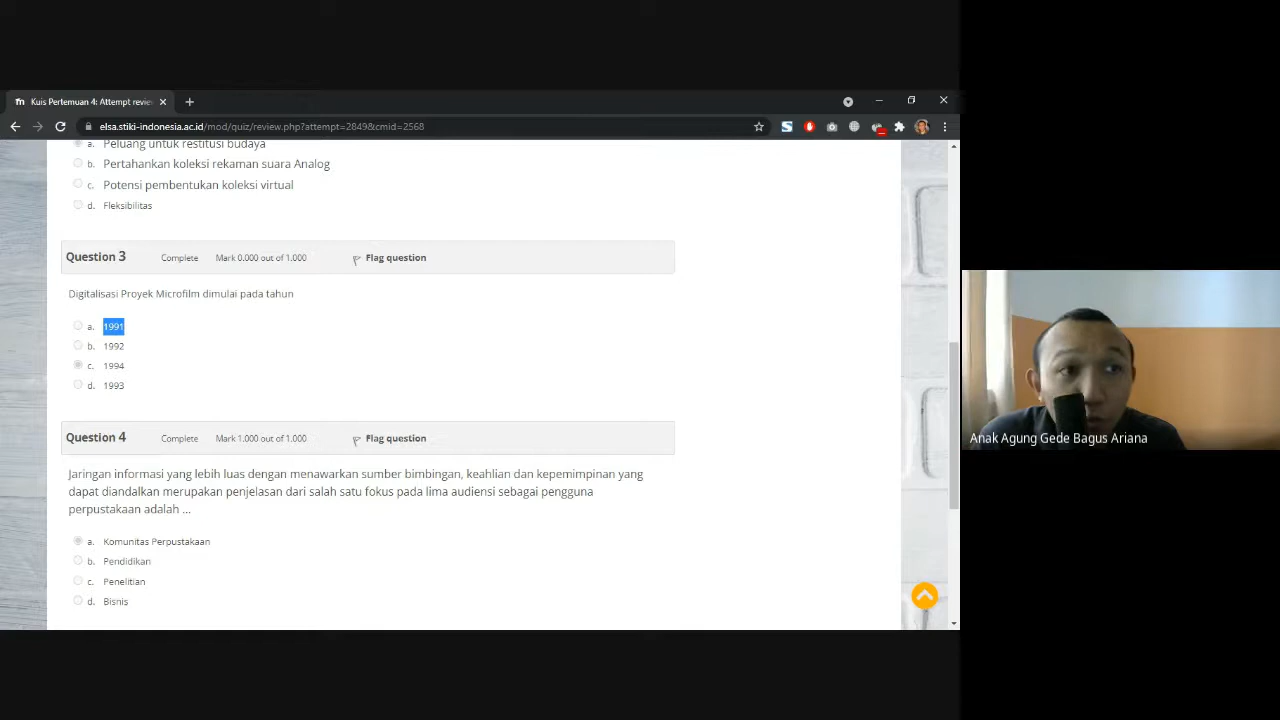 Kuis Pertemuan 4: Attempt revie
elsa.stiki-indonesia.ac.id/mod/quiz/review.php?attempt=2849&cmid=2568
a. Peluang untuk restitusi budaya
b. Pertahankan koleksi rekaman suara Analog
c. Potensi pembentukan koleksi virtual
d. Fleksibilitas
Question 3 Complete Mark 0.000 out of 1.000 Flag question
Digitalisasi Proyek Microfilm dimulai pada tahun
a. 1991
b. 1992
c. 1994
d. 1993
Question 4 Complete Mark 1.000 out of 1.000 Flag question
Jaringan informasi yang lebih luas dengan menawarkan sumber bimbingan, keahlian dan kepemimpinan yang
dapat diandalkan merupakan penjelasan dari salah satu fokus pada lima audiensi sebagai pengguna
perpustakaan adalah ...
a. Komunitas Perpustakaan
b. Pendidikan
c. Penelitian
d. Bisnis
Anak Agung Gede Bagus Ariana